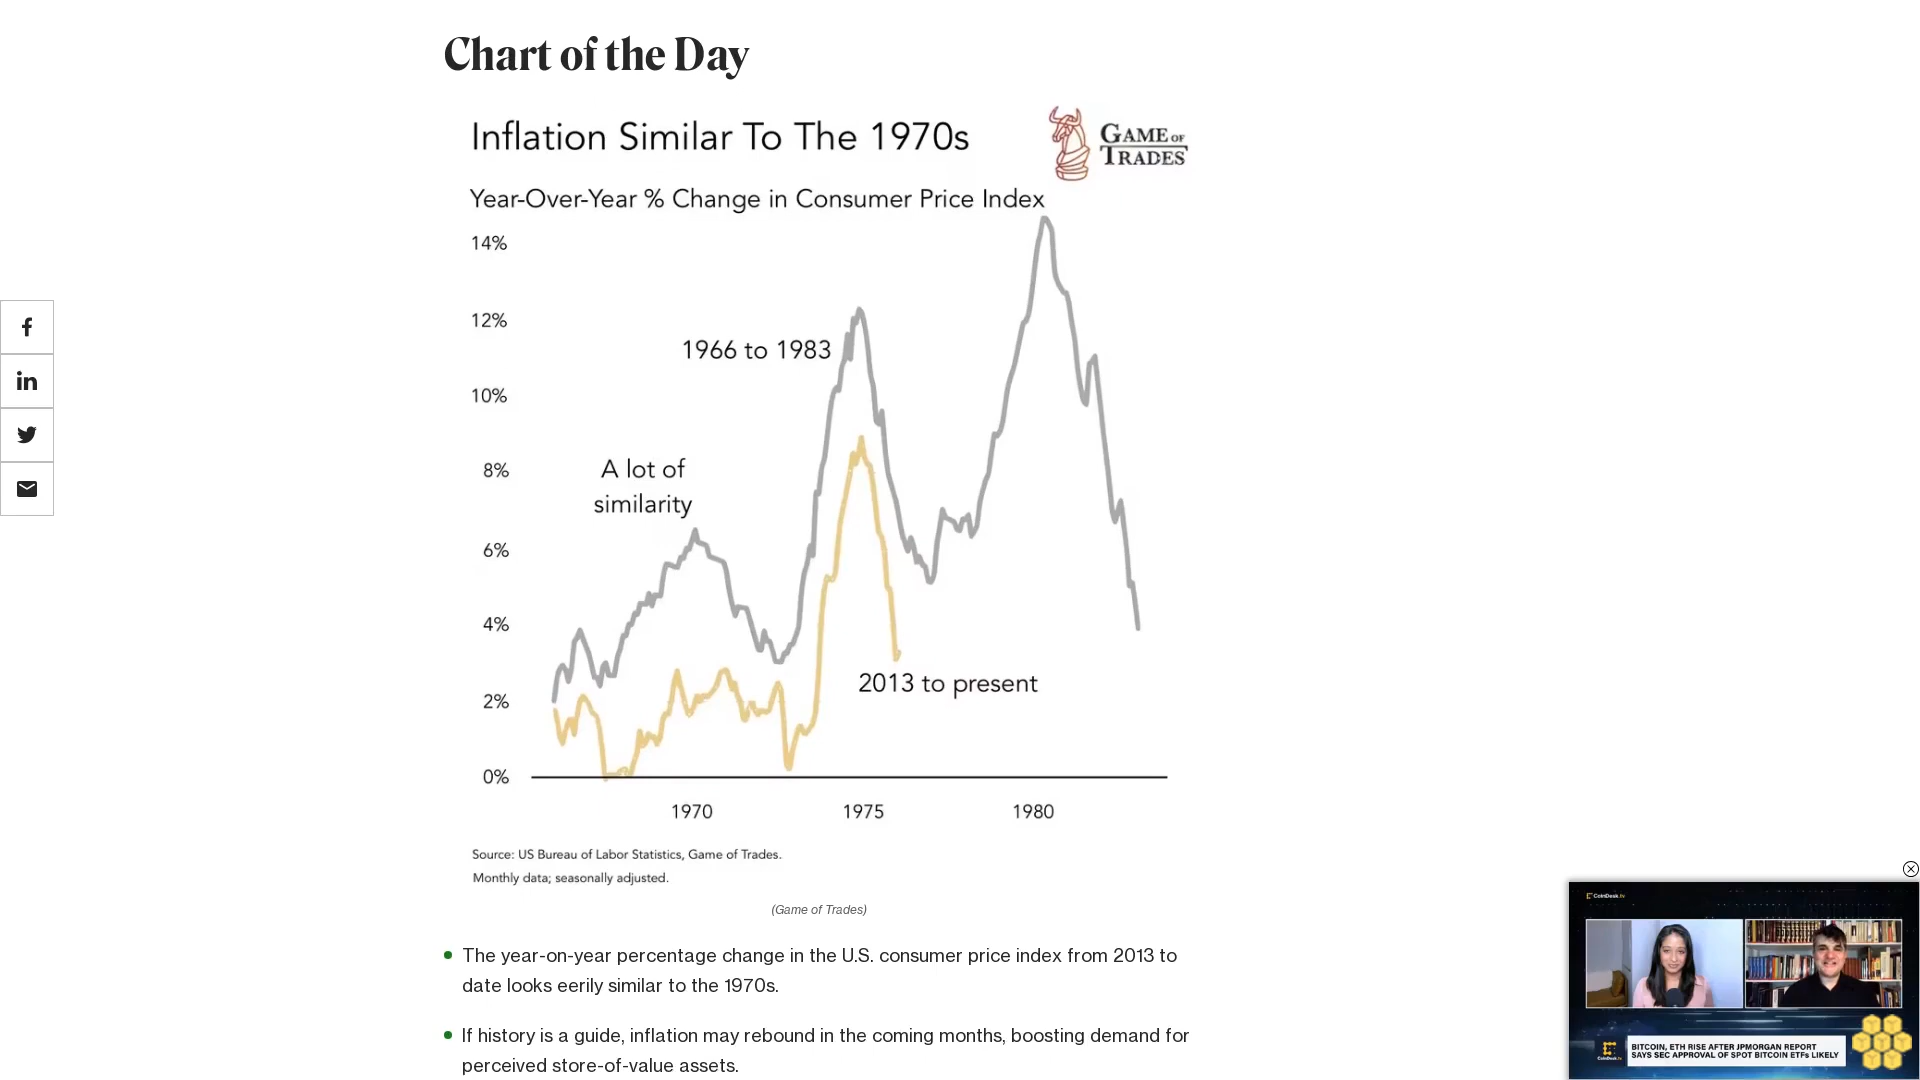 Chart of the Day
Inflation Similar To The 1970s
GAME OF
TRADES
Year-Over-Year % Change in Consumer Price Index
14%
12%
1966 to 1983
10%
A lot of
similarity
8%
6%
4%
2013 to present
2%
0%
1970 1975 1980
Source: US Bureau of Labor Statistics, Game of Trades.
Monthly data; seasonally adjusted.
(Game of Trades)
The year-on-year percentage change in the U.S. consumer price index from 2013 to
date looks eerily similar to the 1970s.
If history is a guide, inflation may rebound in the coming months, boosting demand for
perceived store-of-value assets.
CoinDesk.tv
CoinDesk.tv
BITCOIN, ETH RISE AFTER JPMORGAN REPORT
SAYS SEC APPROVAL OF SPOT BITCOIN ETFs LIKELY